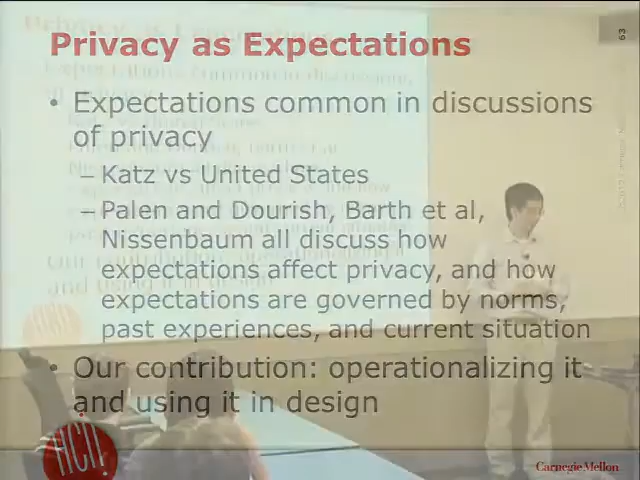 Privacy as Expectations
63
• Expectations common in discussions
of privacy
– Katz vs United States
– Palen and Dourish, Barth et al,
Nissenbaum all discuss how
expectations affect privacy, and how
expectations are governed by norms,
past experiences, and current situation
• Our contribution: operationalizing it
and using it in design
HCII
Carnegie Mellon